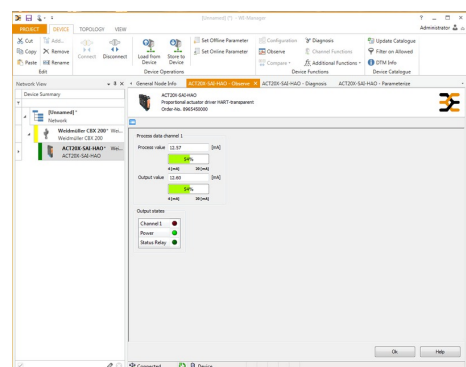 [Unnamed] (*) - WI-Manager
PROJECT DEVICE TOPOLOGY VIEW
Administrator
Cut Add...
Copy Remove
Paste Rename
Edit
Connect Disconnect
Load from Device
Store to Device
Device Operations
Set Offline Parameter
Set Online Parameter
Configuration Diagnosis
Observe Channel Functions
Compare Additional Functions
Device Functions
Update Catalogue
Filter on Allowed
DTM Info
Device Catalogue
Network View
General Node Info ACT20X-SAI-HAO - Observe ACT20X-SAI-HAO - Diagnosis ACT20X-SAI-HAO - Parameterize
Device Summary
[Unnamed] *
Network
Weidmüller CBX 200* Wei...
Weidmüller CBX 200
ACT20X-SAI-HAO* Wei...
ACT20X-SAI-HAO
ACT20X-SAI-HAO
Proportional actuator driver HART-transparent
Order-No. 8965450000
Process data channel 1
Process value 12.57 [mA]
54%
4 [mA] 20 [mA]
Output value 12.60 [mA]
54%
4 [mA] 20 [mA]
Output states
Channel 1
Power
Status Relay
Ok Help
Connected Device